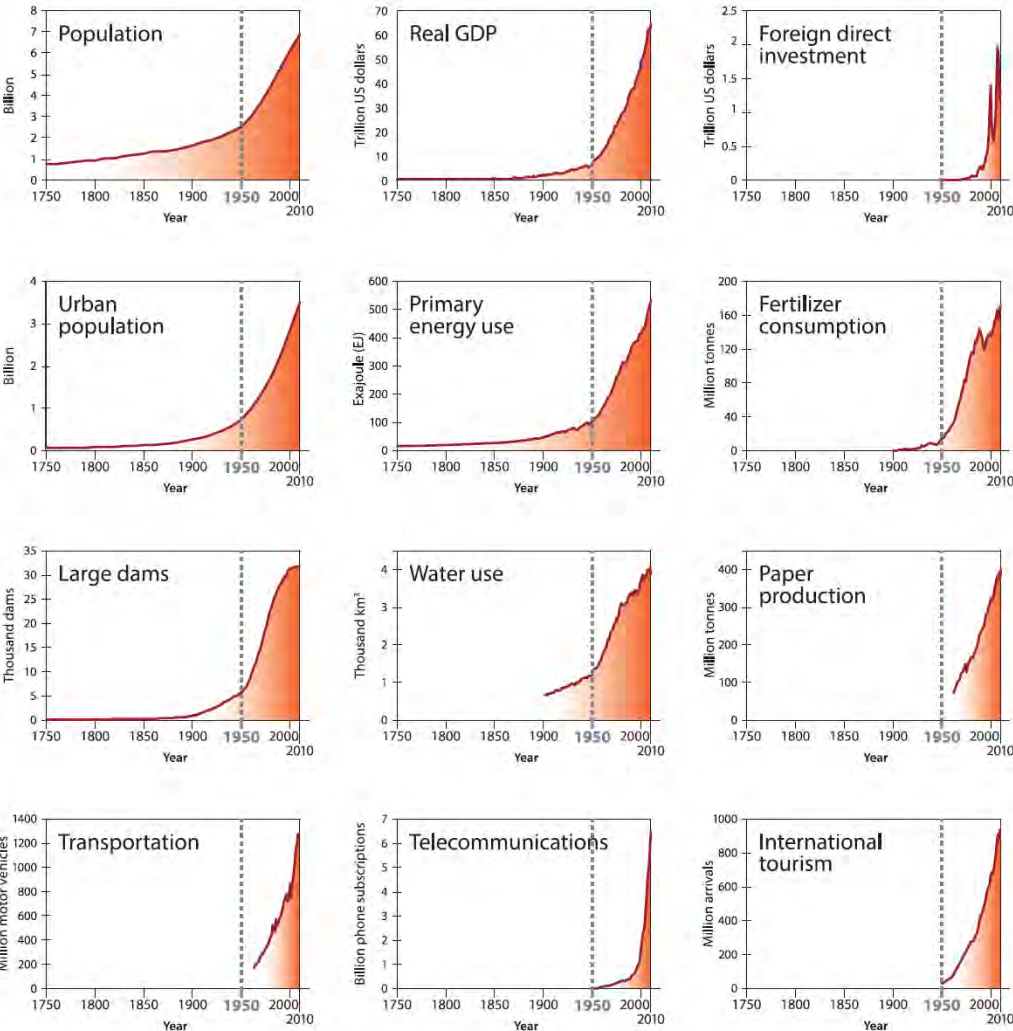 Population
Billion
8
7
6
5
4
3
2
1
0
1750 1800 1850 1900 1950 2000
2010
Year
Real GDP
Trillion US dollars
70
60
50
40
30
20
10
0
1750 1800 1850 1900 1950 2000
2010
Year
Foreign direct
investment
Trillion US dollars
2.5
2
1.5
1
0.5
0
1750 1800 1850 1900 1950 2000
2010
Year
Urban
population
Billion
4
3
2
1
0
1750 1800 1850 1900 1950 2000
2010
Year
Primary
energy use
Exajoule (EJ)
600
500
400
300
200
100
0
1750 1800 1850 1900 1950 2000
2010
Year
Fertilizer
consumption
Million tonnes
200
160
120
80
40
0
1750 1800 1850 1900 1950 2000
2010
Year
Large dams
Thousand dams
35
30
25
20
15
10
5
0
1750 1800 1850 1900 1950 2000
2010
Year
Water use
Thousand km³
4
3
2
1
0
1750 1800 1850 1900 1950 2000
2010
Year
Paper
production
Million tonnes
400
300
200
100
0
1750 1800 1850 1900 1950 2000
2010
Year
Transportation
Million motor vehicles
1400
1200
1000
800
600
400
200
0
1750 1800 1850 1900 1950 2000
2010
Year
Telecommunications
Billion phone subscriptions
7
6
5
4
3
2
1
0
1750 1800 1850 1900 1950 2000
2010
Year
International
tourism
Million arrivals
1000
800
600
400
200
0
1750 1800 1850 1900 1950 2000
2010
Year